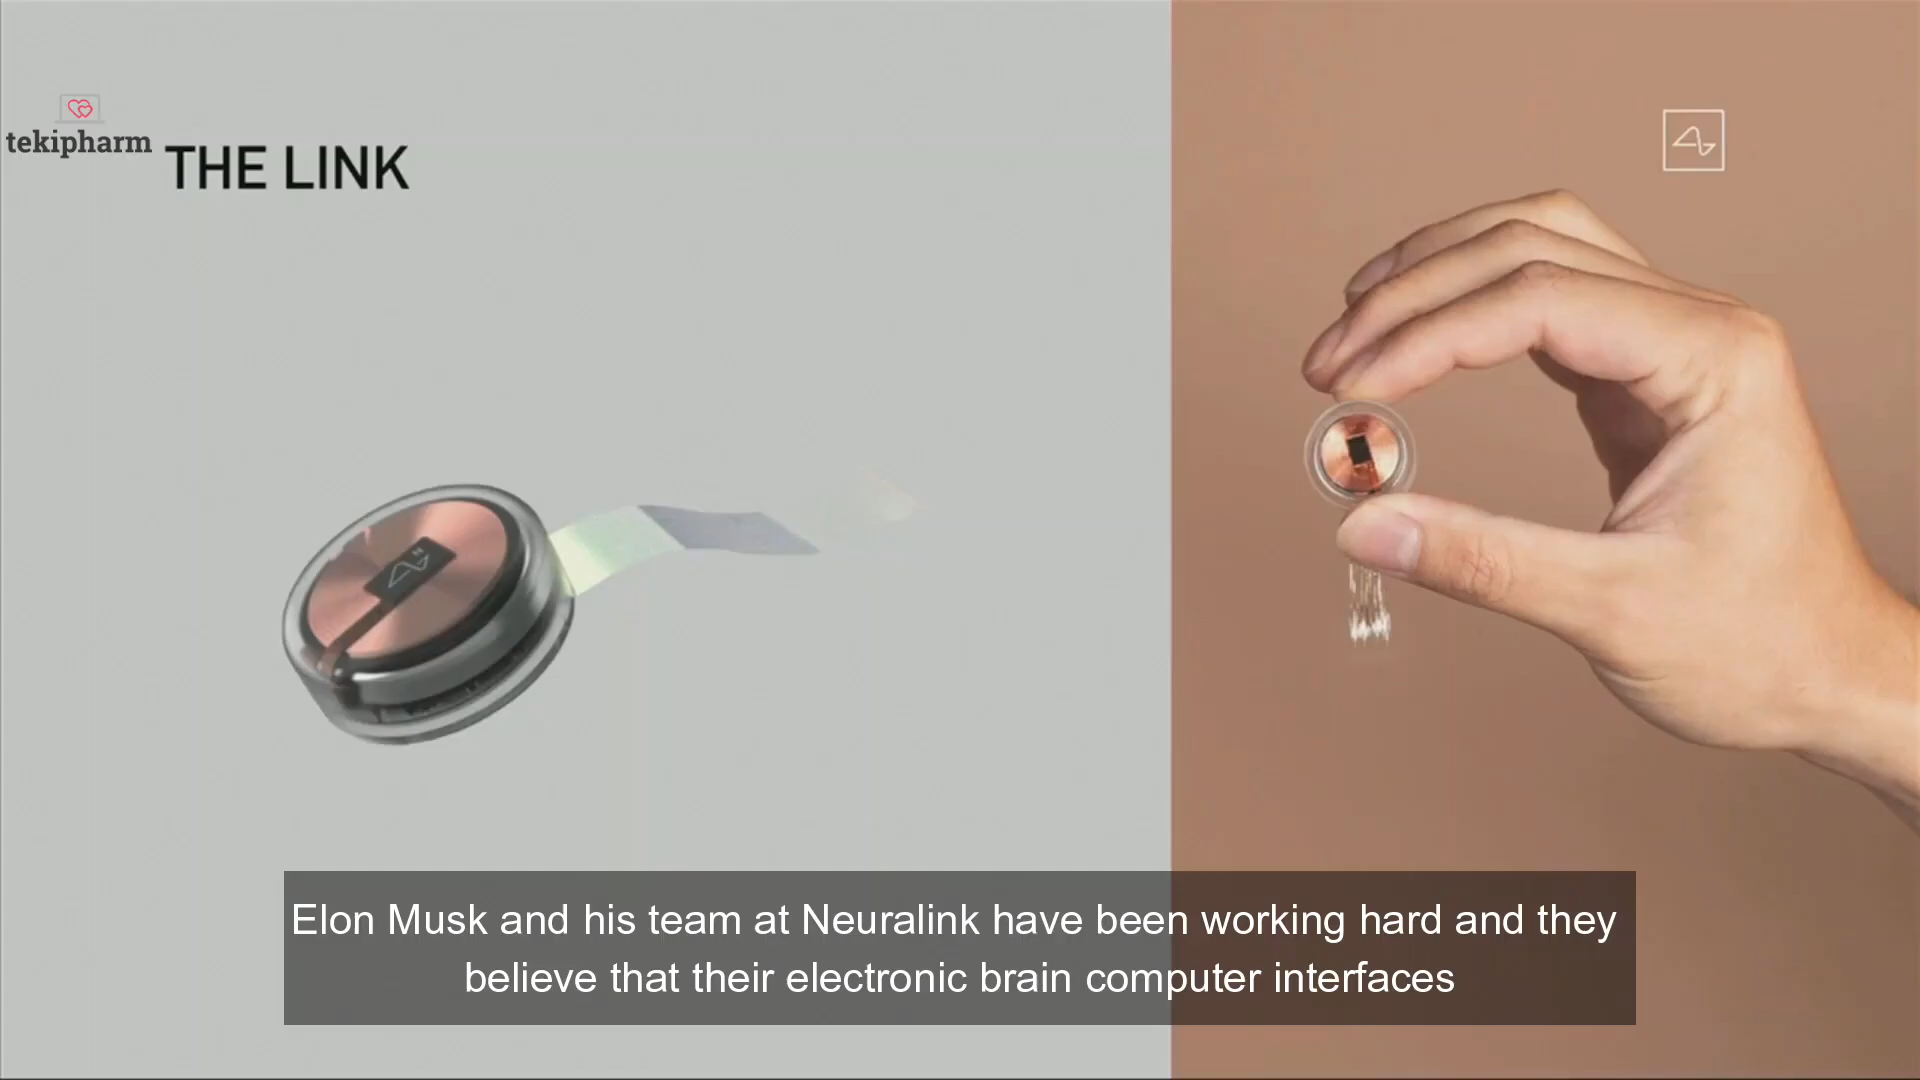 tekipharm
THE LINK
Elon Musk and his team at Neuralink have been working hard and they
believe that their electronic brain computer interfaces